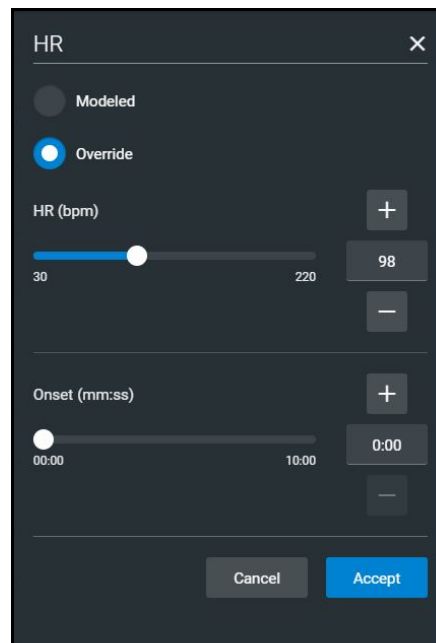 HR
Modeled
Override
HR (bpm)
98
30 220
Onset (mm:ss)
0:00
00:00 10:00
Cancel Accept